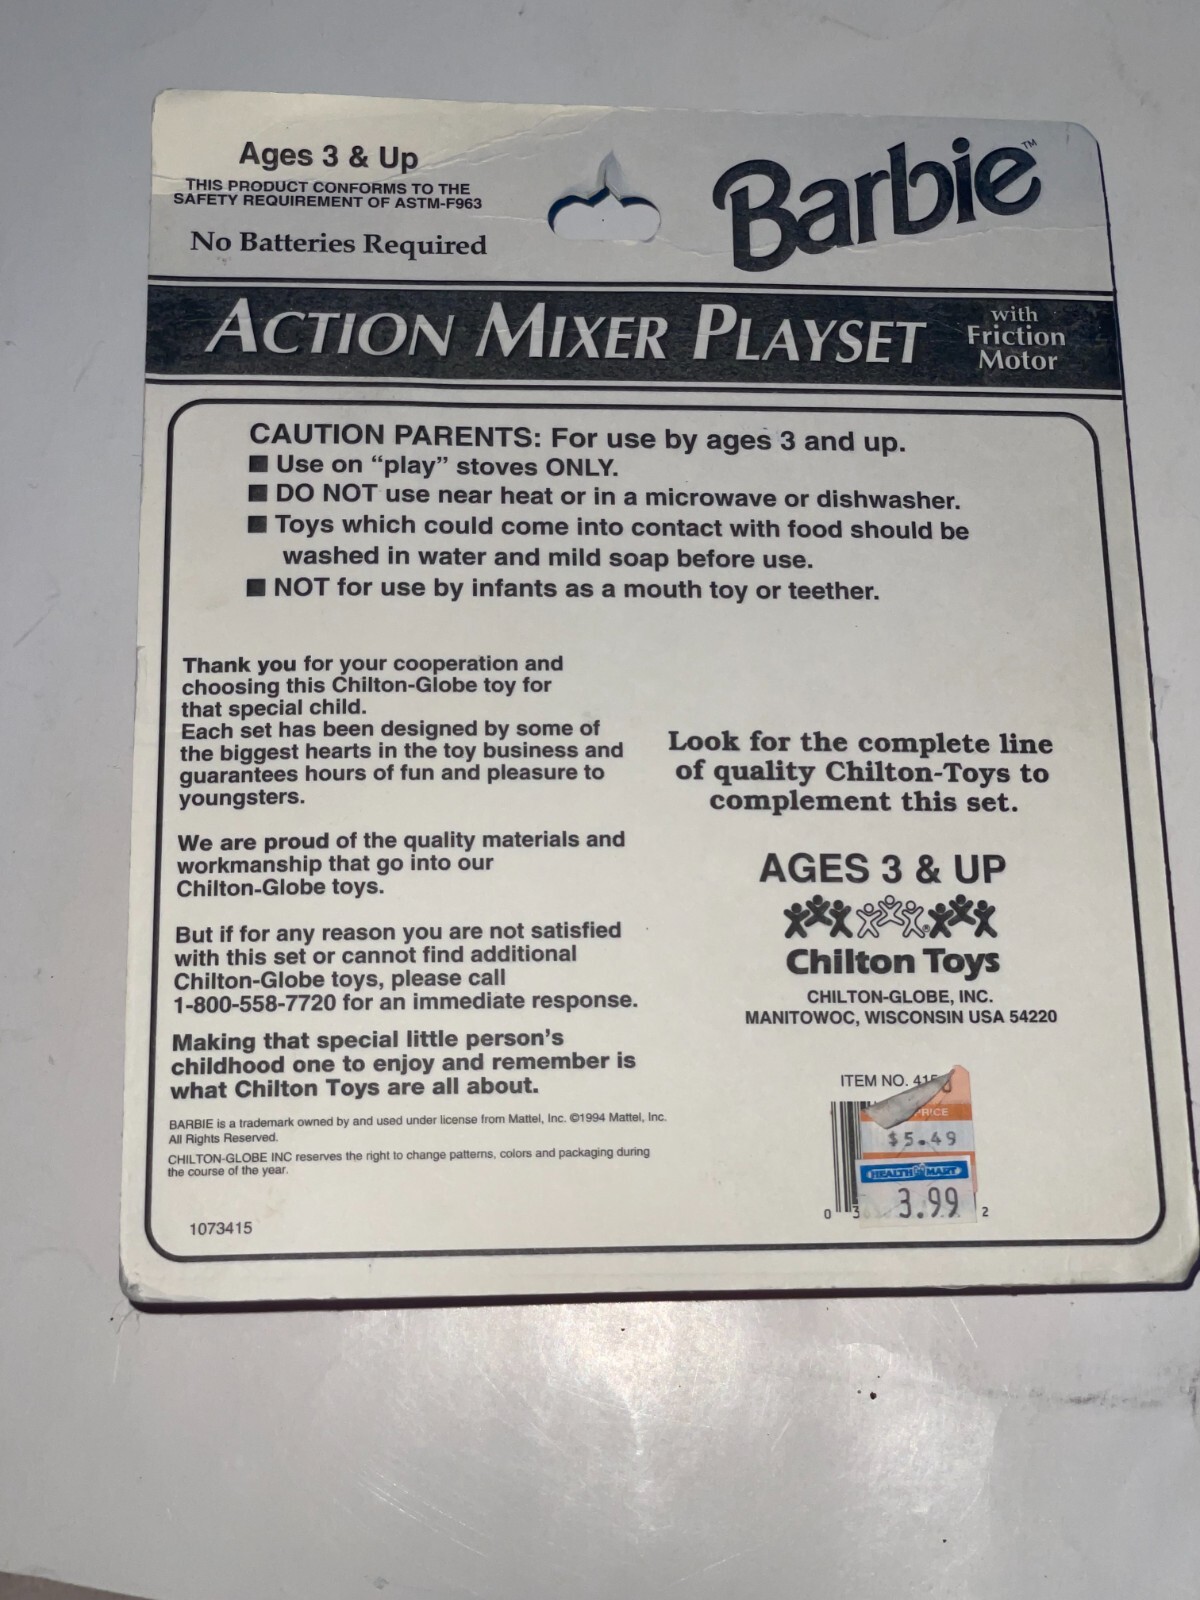 Ages 3 & Up
THIS PRODUCT CONFORMS TO THE
SAFETY REQUIREMENT OF ASTM-F963
No Batteries Required
Barbie™
ACTION MIXER PLAYSET
with
Friction
Motor
CAUTION PARENTS: For use by ages 3 and up.
■ Use on “play” stoves ONLY.
■ DO NOT use near heat or in a microwave or dishwasher.
■ Toys which could come into contact with food should be
washed in water and mild soap before use.
■ NOT for use by infants as a mouth toy or teether.
Thank you for your cooperation and
choosing this Chilton-Globe toy for
that special child.
Each set has been designed by some of
the biggest hearts in the toy business and
guarantees hours of fun and pleasure to
youngsters.
We are proud of the quality materials and
workmanship that go into our
Chilton-Globe toys.
But if for any reason you are not satisfied
with this set or cannot find additional
Chilton-Globe toys, please call
1-800-558-7720 for an immediate response.
Making that special little person’s
childhood one to enjoy and remember is
what Chilton Toys are all about.
BARBIE is a trademark owned by and used under license from Mattel, Inc. ©1994 Mattel, Inc.
All Rights Reserved.
CHILTON-GLOBE INC reserves the right to change patterns, colors and packaging during
the course of the year.
1073415
Look for the complete line
of quality Chilton-Toys to
complement this set.
AGES 3 & UP
®
Chilton Toys
CHILTON-GLOBE, INC.
MANITOWOC, WISCONSIN USA 54220
ITEM NO.
PRICE
$5.49
HEALTH MART
3.99
0 3 2